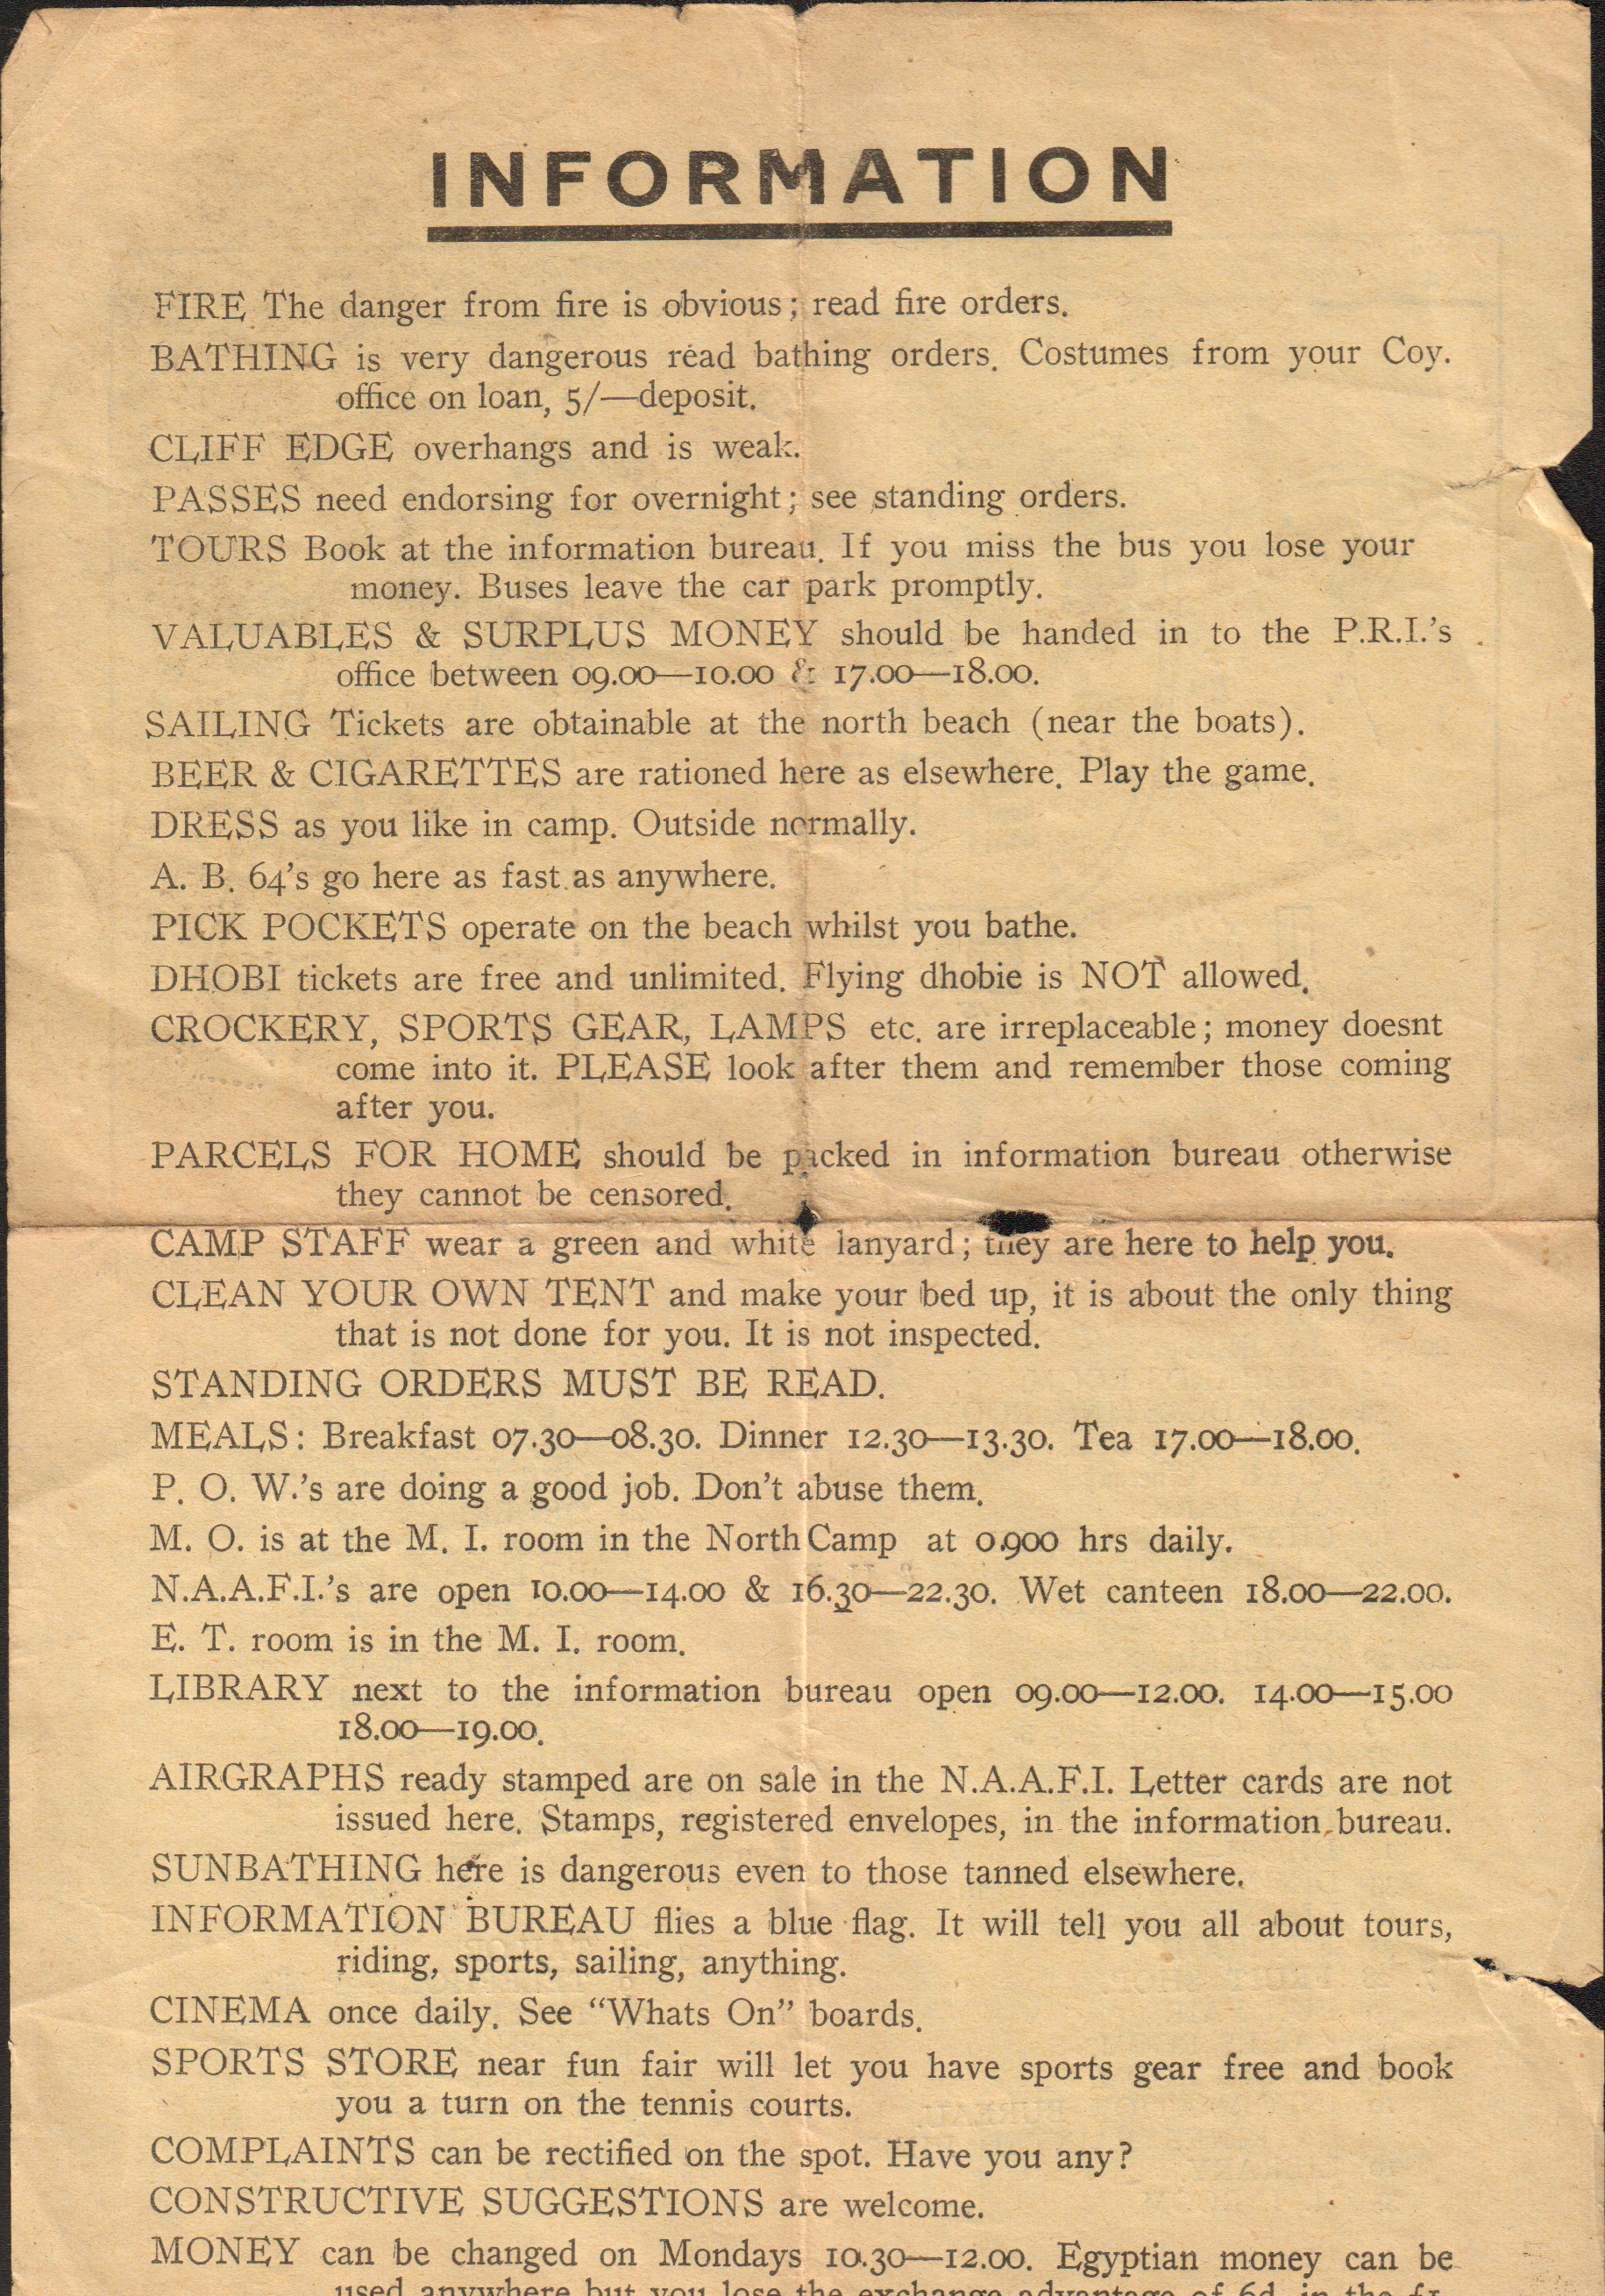 INFORMATION
FIRE The danger from fire is obvious; read fire orders.
BATHING is very dangerous read bathing orders. Costumes from your Coy.
office on loan, 5/—deposit.
CLIFF EDGE overhangs and is weak.
PASSES need endorsing for overnight; see standing orders.
TOURS Book at the information bureau. If you miss the bus you lose your
money. Buses leave the car park promptly.
VALUABLES & SURPLUS MONEY should be handed in to the P.R.I.'s
office between 09.00—10.00 & 17.00—18.00.
SAILING Tickets are obtainable at the north beach (near the boats).
BEER & CIGARETTES are rationed here as elsewhere. Play the game.
DRESS as you like in camp. Outside normally.
A. B. 64's go here as fast as anywhere.
PICK POCKETS operate on the beach whilst you bathe.
DHOBI tickets are free and unlimited. Flying dhobie is NOT allowed.
CROCKERY, SPORTS GEAR, LAMPS etc. are irreplaceable; money doesnt
come into it. PLEASE look after them and remember those coming
after you.
PARCELS FOR HOME should be packed in information bureau otherwise
they cannot be censored.
CAMP STAFF wear a green and white lanyard; they are here to help you.
CLEAN YOUR OWN TENT and make your bed up, it is about the only thing
that is not done for you. It is not inspected.
STANDING ORDERS MUST BE READ.
MEALS: Breakfast 07.30—08.30. Dinner 12.30—13.30. Tea 17.00—18.00.
P. O. W.'s are doing a good job. Don't abuse them.
M. O. is at the M. I. room in the North Camp at 0900 hrs daily.
N.A.A.F.I.'s are open 10.00—14.00 & 16.30—22.30. Wet canteen 18.00—22.00.
E. T. room is in the M. I. room.
LIBRARY next to the information bureau open 09.00—12.00. 14.00—15.00
18.00—19.00.
AIRGRAPHS ready stamped are on sale in the N.A.A.F.I. Letter cards are not
issued here. Stamps, registered envelopes, in the information bureau.
SUNBATHING here is dangerous even to those tanned elsewhere.
INFORMATION BUREAU flies a blue flag. It will tell you all about tours,
riding, sports, sailing, anything.
CINEMA once daily. See "Whats On" boards.
SPORTS STORE near fun fair will let you have sports gear free and book
you a turn on the tennis courts.
COMPLAINTS can be rectified on the spot. Have you any?
CONSTRUCTIVE SUGGESTIONS are welcome.
MONEY can be changed on Mondays 10.30—12.00. Egyptian money can be
used anywhere but you lose the exchange advantage of 6d. in the £1.